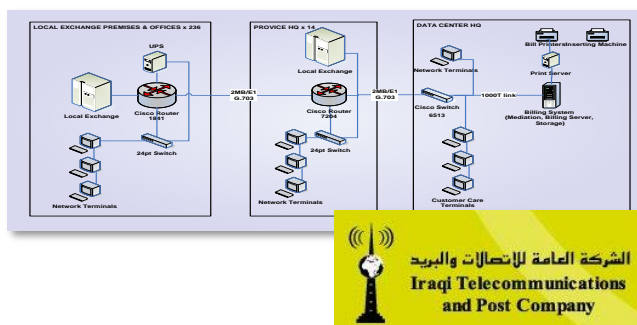 LOCAL EXCHANGE PREMISES & OFFICES x 236
UPS
Local Exchange
Cisco Router
1841
24pt Switch
Network Terminals
2MB/E1
G.703
PROVICE HQ x 14
Local Exchange
Cisco Router
7204
24pt Switch
Network Terminals
2MB/E1
G.703
DATA CENTER HQ
Network Terminals
Bill Printers
Inserting Machine
Print Server
Cisco Switch
6513
1000T link
Billing System
(Mediation, Billing Server,
Storage)
Customer Care
Terminals
الشركة العامة للاتصالات والبريد
Iraqi Telecommunications
and Post Company